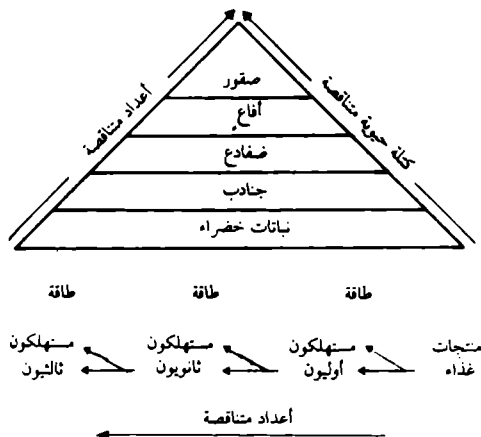 صقور
أفاعٍ
ضفادع
جنادب
نباتات خضراء
أعداد متناقصة
كتلة حيوية متناقصة
طاقة طاقة طاقة
منتجات مستهلكون مستهلكون مستهلكون
غذاء أوليون ثانويون ثالثيون
أعداد متناقصة